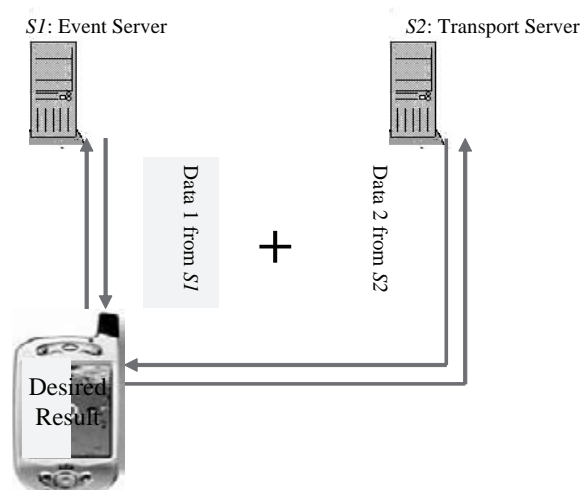 S1: Event Server
S2: Transport Server
Data 1 from S1
+
Data 2 from S2
Desired
Result